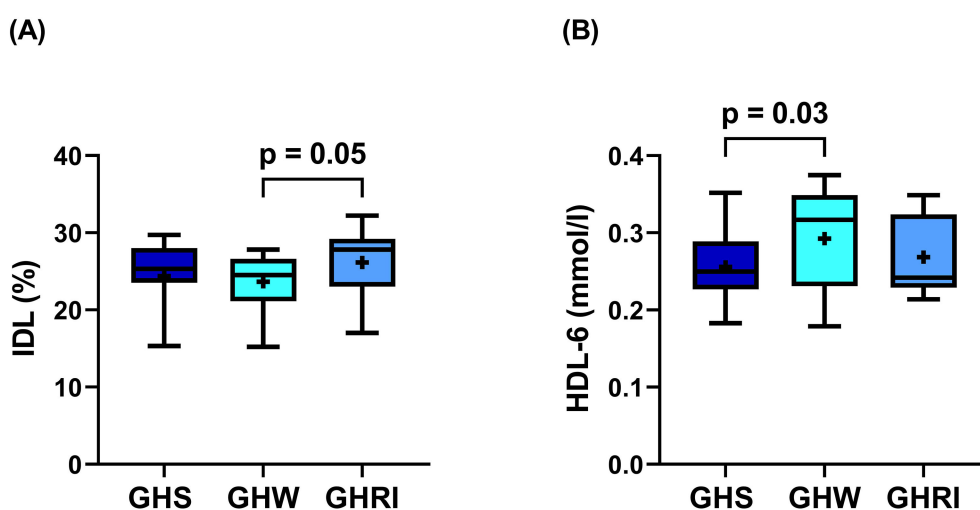 (A)
p = 0.05
40
30
20
10
0
IDL (%)
GHS GHW GHRI
(B)
p = 0.03
0.4
0.3
0.2
0.1
0.0
HDL-6 (mmol/l)
GHS GHW GHRI